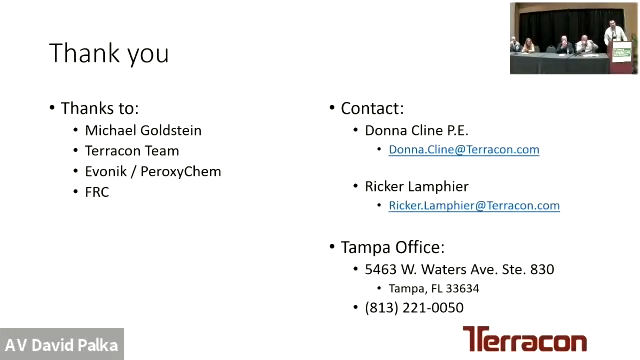 Thank you
• Thanks to:
• Michael Goldstein
• Terracon Team
• Evonik / PeroxyChem
• FRC
• Contact:
• Donna Cline P.E.
• Donna.Cline@Terracon.com
• Ricker Lamphier
• Ricker.Lamphier@Terracon.com
• Tampa Office:
• 5463 W. Waters Ave. Ste. 830
• Tampa, FL 33634
• (813) 221-0050
AV David Palka
Terracon